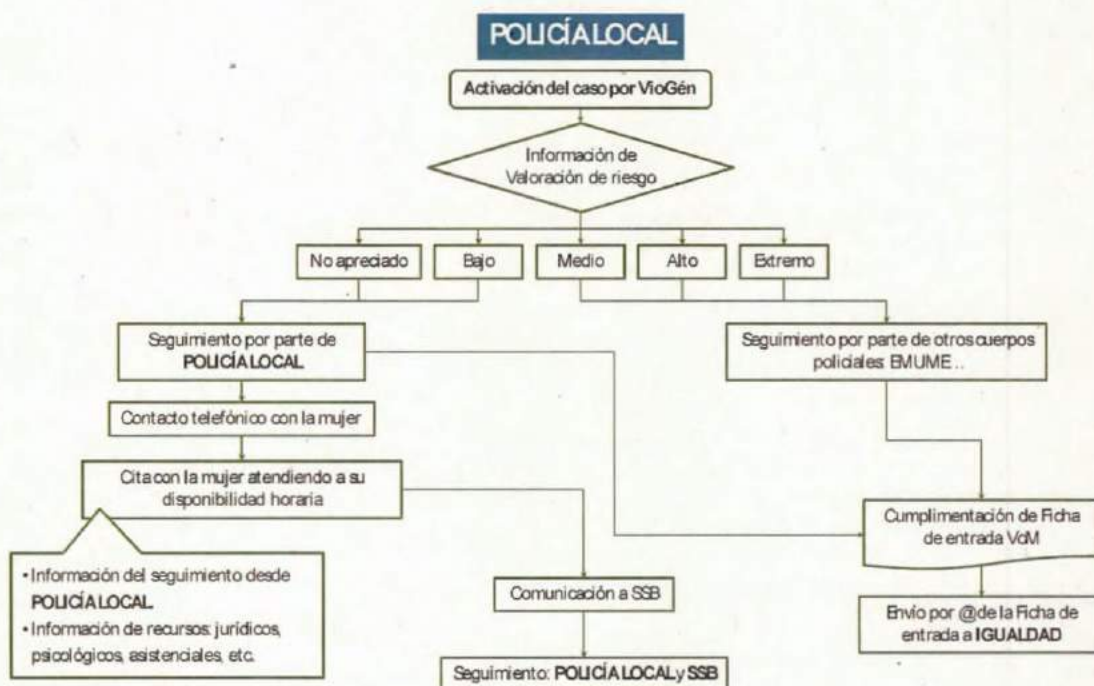 POLICÍA LOCAL
Activación del caso por VioGén
Información de
Valoración de riesgo
No apreciado
Bajo
Medio
Alto
Extremo
Seguimiento por parte de
POLICÍA LOCAL
Seguimiento por parte de otros cuerpos
policiales: EMUME...
Contacto telefónico con la mujer
Cita con la mujer atendiendo a su
disponibilidad horaria
Cumplimentación de Ficha
de entrada VcM
• Información del seguimiento desde
POLICÍA LOCAL
• Información de recursos: jurídicos,
psicológicos, asistenciales, etc.
Comunicación a SSB
Envío por @ de la Ficha de
entrada a IGUALDAD
Seguimiento: POLICÍA LOCAL y SSB